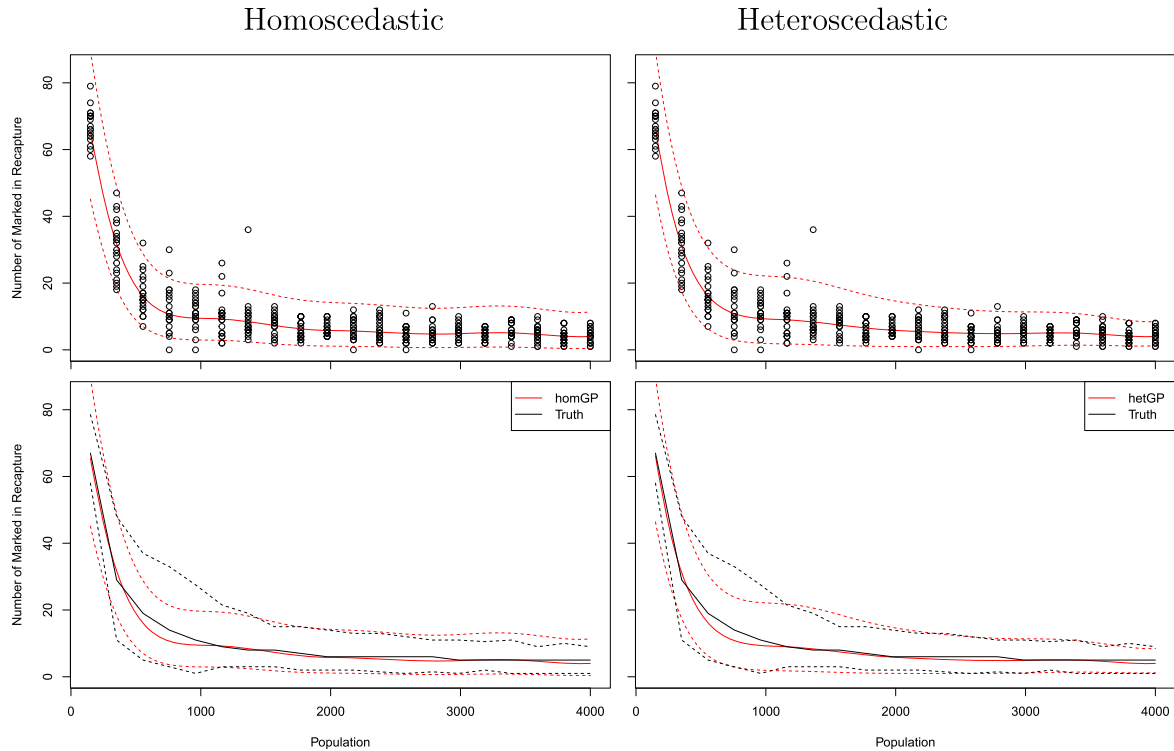 Homoscedastic Heteroscedastic
Number of Marked in Recapture
80
60
40
20
0
homGP
Truth
hetGP
Truth
Number of Marked in Recapture
80
60
40
20
0
0 1000 2000 3000 4000
0 1000 2000 3000 4000
Population Population